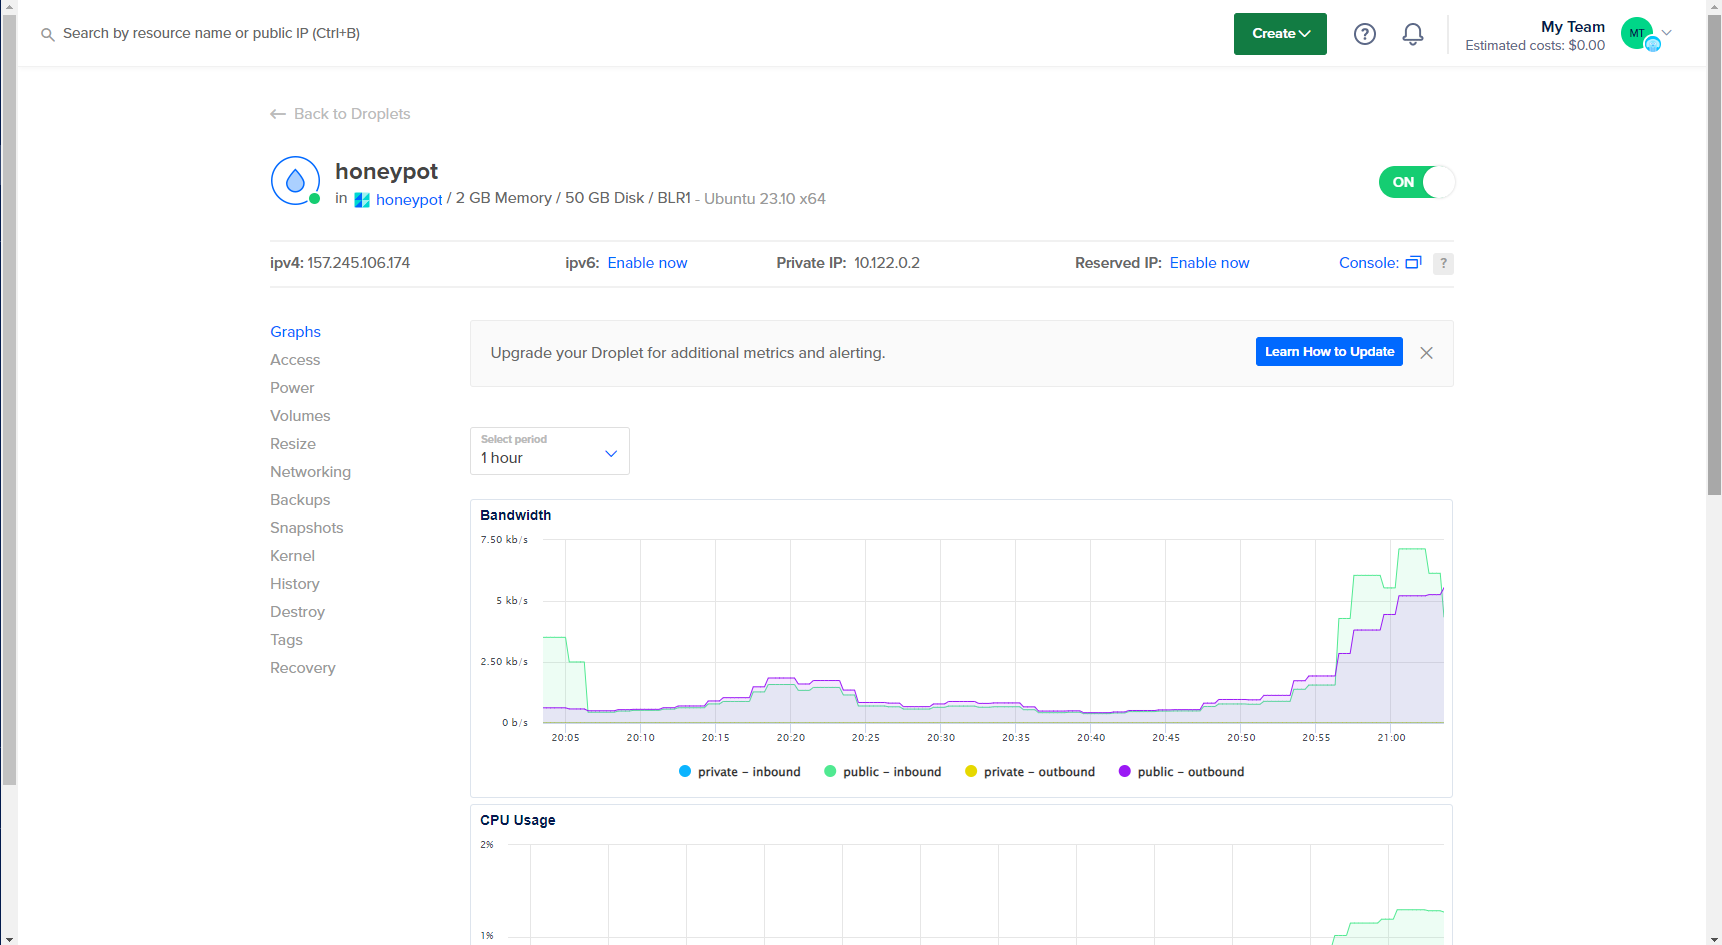 Search by resource name or public IP (Ctrl+B)
Create
?
My Team
Estimated costs: $0.00
MT
Back to Droplets
honeypot
in honeypot / 2 GB Memory / 50 GB Disk / BLR1 - Ubuntu 23.10 x64
ON
ipv4: 157.245.106.174
ipv6: Enable now
Private IP: 10.122.0.2
Reserved IP: Enable now
Console:
?
Graphs
Access
Power
Volumes
Resize
Networking
Backups
Snapshots
Kernel
History
Destroy
Tags
Recovery
Upgrade your Droplet for additional metrics and alerting.
Learn How to Update
Select period
1 hour
Bandwidth
7.50 kb/s
5 kb/s
2.50 kb/s
0 b/s
20:05 20:10 20:15 20:20 20:25 20:30 20:35 20:40 20:45 20:50 20:55 21:00
private – inbound public – inbound private – outbound public – outbound
CPU Usage
2%
1%